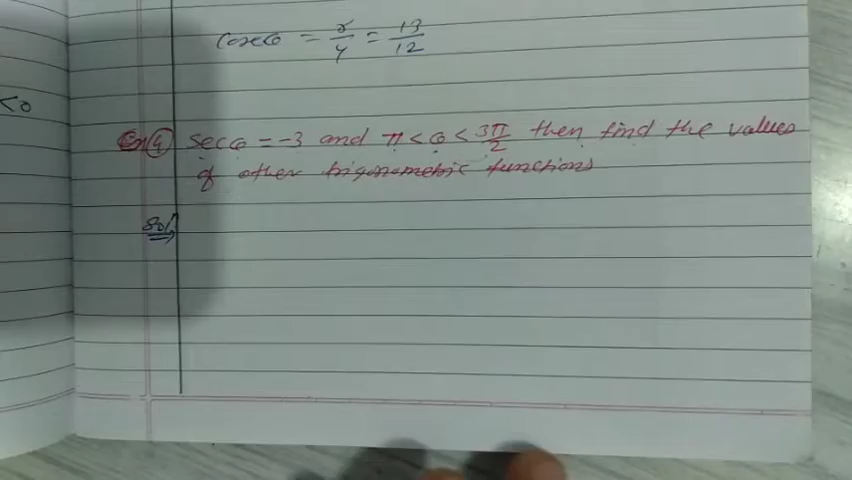 cosecθ = r/y = 13/12
<0
Ex ④ secθ = -3 and π < θ < 3π/2 then find the values
of other trigonometric functions
Sol^n